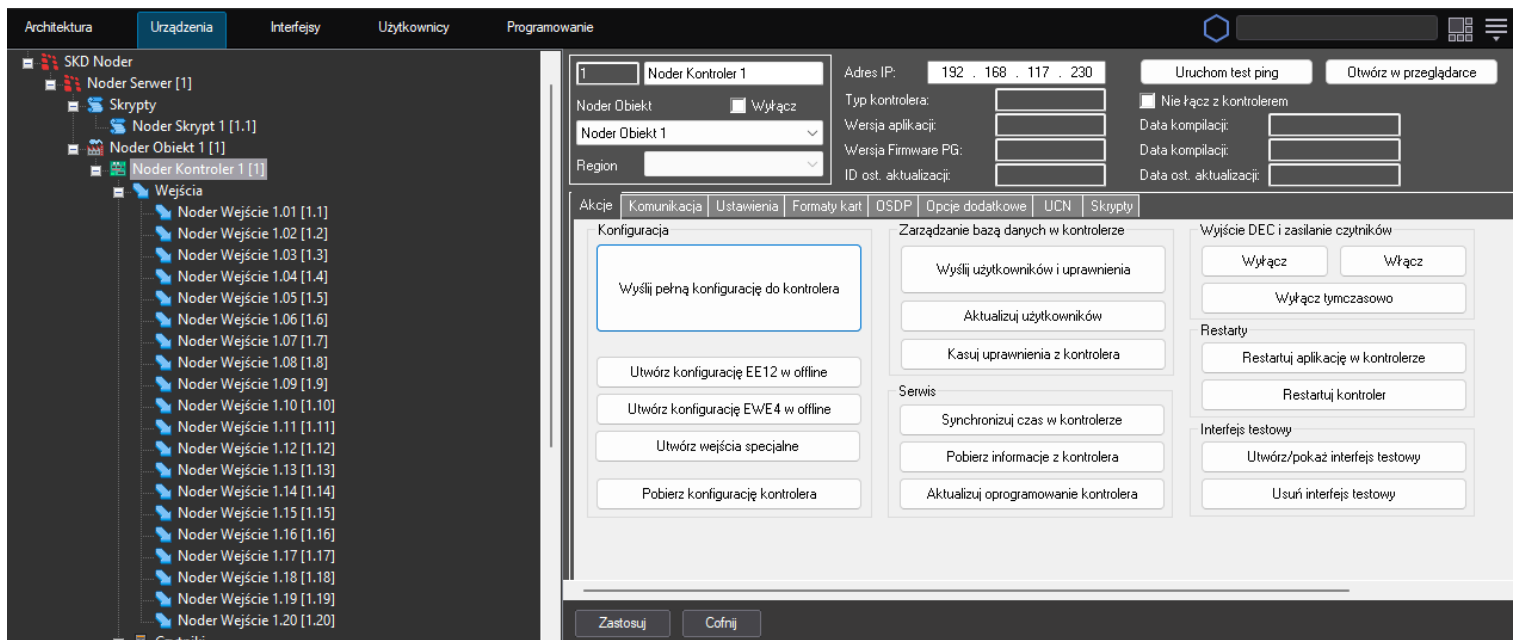 Architektura Urządzenia Interfejsy Użytkownicy Programowanie
SKD Noder
Noder Serwer [1]
Skrypty
Noder Skrypt 1 [1.1]
Noder Obiekt 1 [1]
Noder Kontroler 1 [1]
Wejścia
Noder Wejście 1.01 [1.1]
Noder Wejście 1.02 [1.2]
Noder Wejście 1.03 [1.3]
Noder Wejście 1.04 [1.4]
Noder Wejście 1.05 [1.5]
Noder Wejście 1.06 [1.6]
Noder Wejście 1.07 [1.7]
Noder Wejście 1.08 [1.8]
Noder Wejście 1.09 [1.9]
Noder Wejście 1.10 [1.10]
Noder Wejście 1.11 [1.11]
Noder Wejście 1.12 [1.12]
Noder Wejście 1.13 [1.13]
Noder Wejście 1.14 [1.14]
Noder Wejście 1.15 [1.15]
Noder Wejście 1.16 [1.16]
Noder Wejście 1.17 [1.17]
Noder Wejście 1.18 [1.18]
Noder Wejście 1.19 [1.19]
Noder Wejście 1.20 [1.20]
1 Noder Kontroler 1
Noder Obiekt Wyłącz
Noder Obiekt 1
Region
Adres IP: 192 . 168 . 117 . 230
Typ kontrolera:
Wersja aplikacji:
Wersja Firmware PG:
ID ost. aktualizacji:
Uruchom test ping Otwórz w przeglądarce
Nie łącz z kontrolerem
Data kompilacji:
Data kompilacji:
Data ost. aktualizacji:
Akcje Komunikacja Ustawienia Formaty kart OSDP Opcje dodatkowe UCN Skrypty
Konfiguracja
Wyślij pełną konfigurację do kontrolera
Utwórz konfigurację EE12 w offline
Utwórz konfigurację EWE4 w offline
Utwórz wejścia specjalne
Pobierz konfigurację kontrolera
Zarządzanie bazą danych w kontrolerze
Wyślij użytkowników i uprawnienia
Aktualizuj użytkowników
Kasuj uprawnienia z kontrolera
Serwis
Synchronizuj czas w kontrolerze
Pobierz informacje z kontrolera
Aktualizuj oprogramowanie kontrolera
Wyjście DEC i zasilanie czytników
Wyłącz Włącz
Wyłącz tymczasowo
Restarty
Restartuj aplikację w kontrolerze
Restartuj kontroler
Interfejs testowy
Utwórz/pokaż interfejs testowy
Usuń interfejs testowy
Zastosuj Cofnij